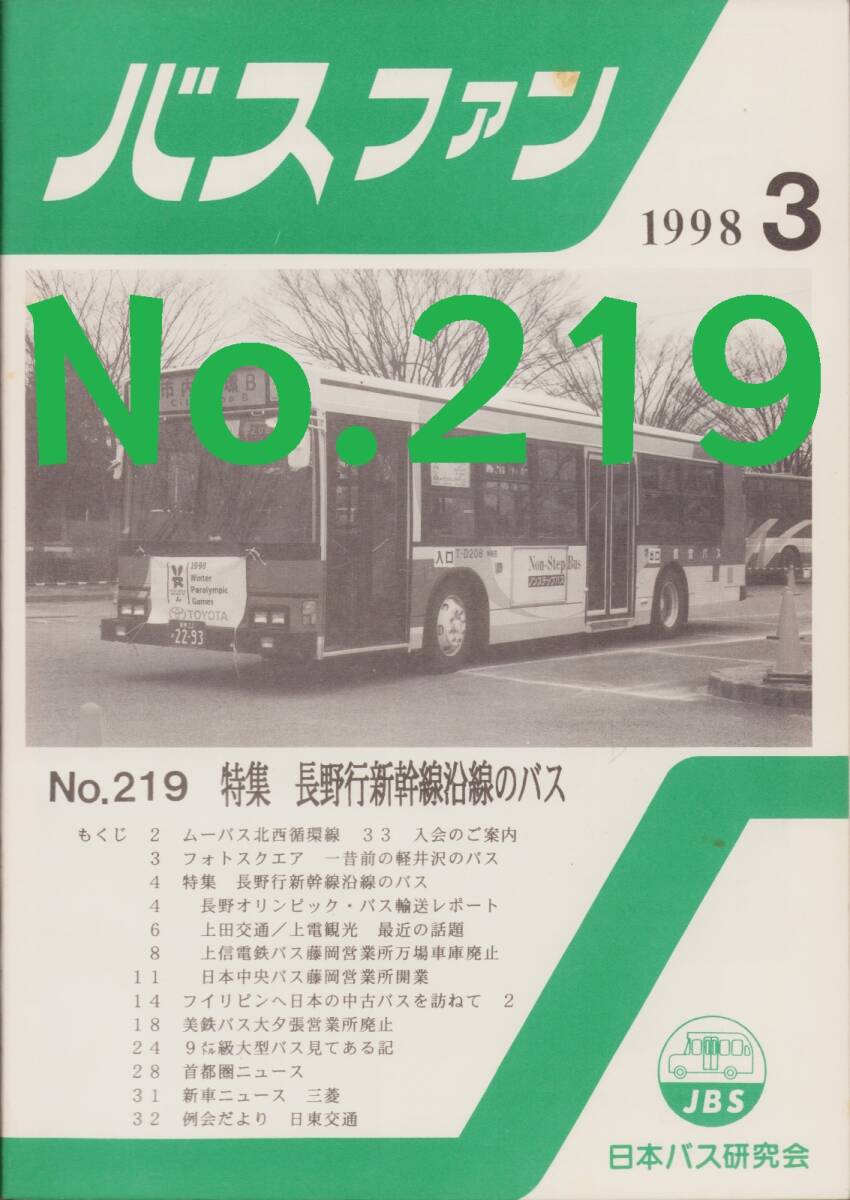 バスファン
1998 3
No.219
市内 環B
1998
Winter
Paralympic
Games
TOYOTA
22-93
入口 T-D208
Non-Step Bus
ノンステップバス
出口 都営バス
No.219 特集 長野行新幹線沿線のバス
もくじ 2 ムーバス北西循環線 33 入会のご案内
3 フォトスクエア 一昔前の軽井沢のバス
4 特集 長野行新幹線沿線のバス
4 長野オリンピック・バス輸送レポート
6 上田交通／上電観光 最近の話題
8 上信電鉄バス藤岡営業所万場車庫廃止
11 日本中央バス藤岡営業所開業
14 フイリピンへ日本の中古バスを訪ねて 2
18 美鉄バス大夕張営業所廃止
24 9㍍級大型バス見てある記
28 首都圏ニュース
31 新車ニュース 三菱
32 例会だより 日東交通
JBS
日本バス研究会